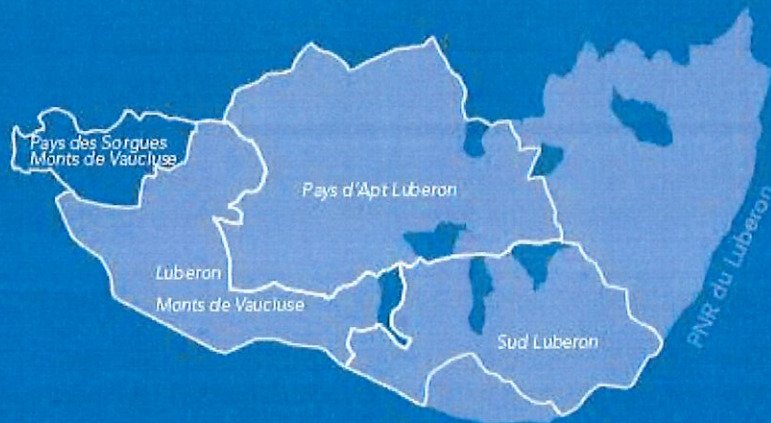 Pays des Sorgues
Monts de Vaucluse
Pays d'Apt Luberon
Luberon
Monts de Vaucluse
Sud Luberon
PNR du Luberon